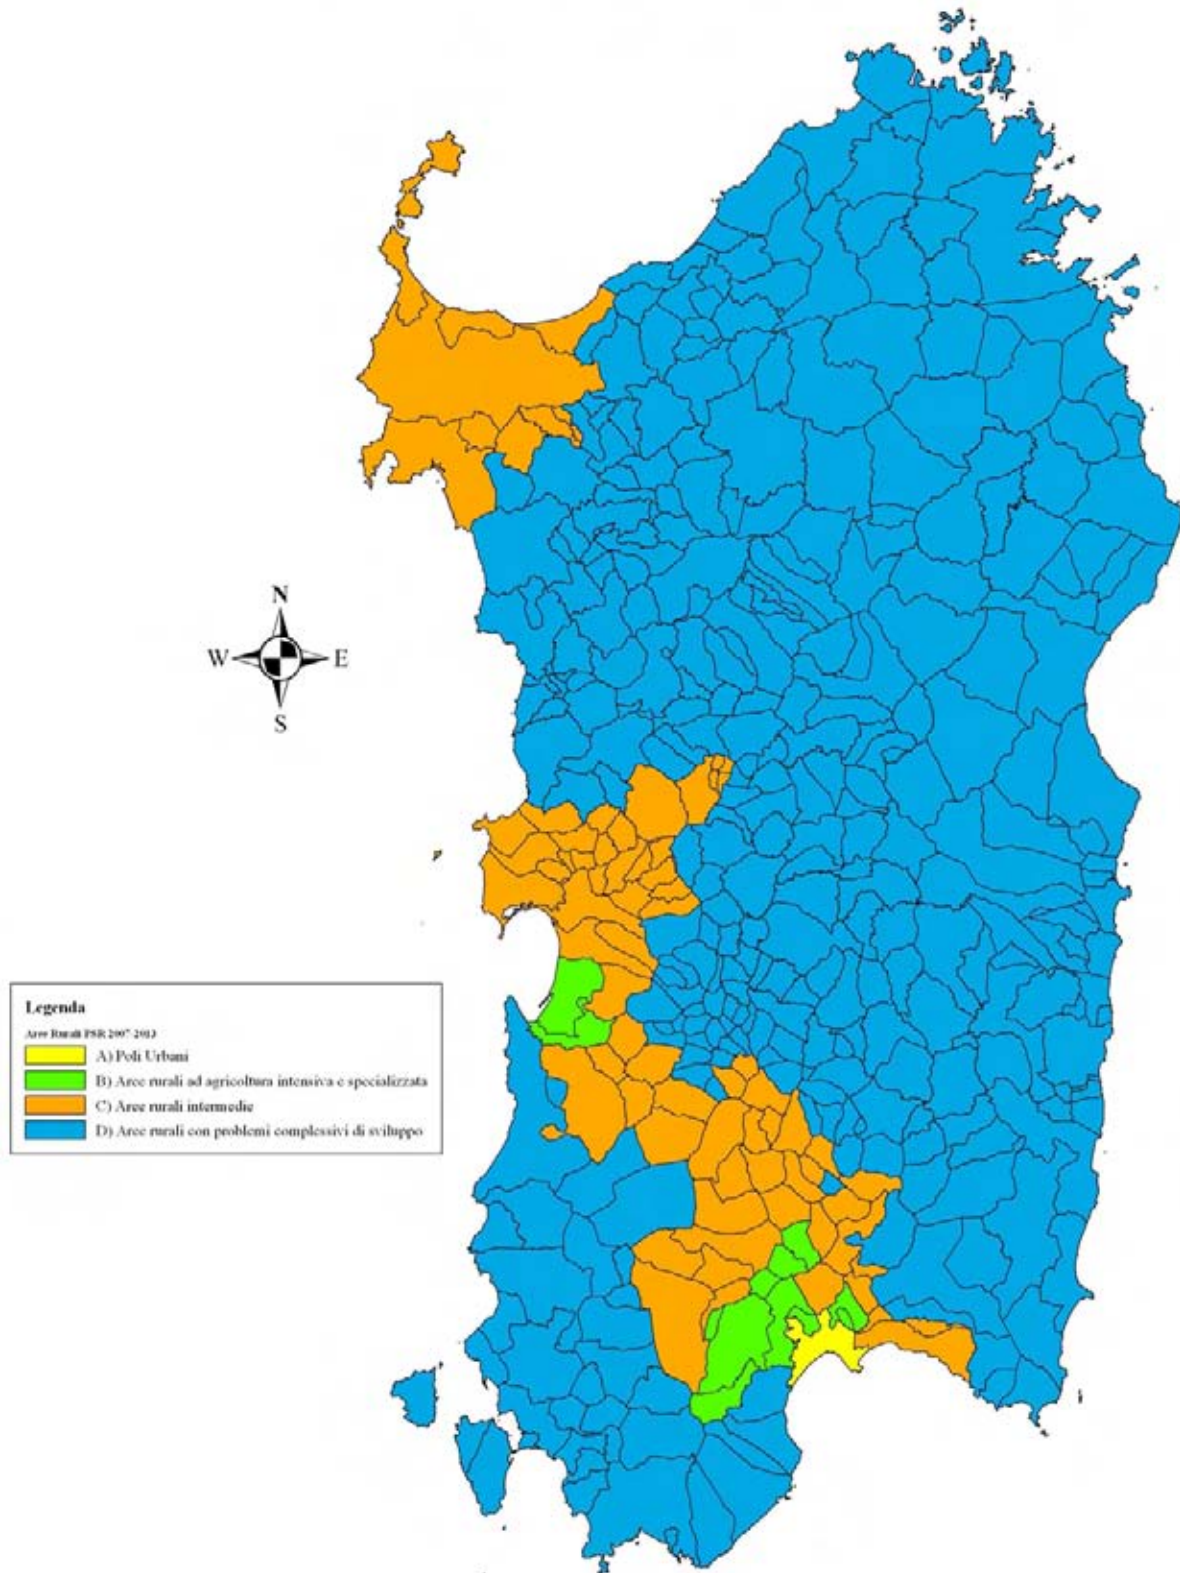 N
W E
S
Legenda
Aree Rurali PSR 2007-2013
A) Poli Urbani
B) Aree rurali ad agricoltura intensiva e specializzata
C) Aree rurali intermedie
D) Aree rurali con problemi complessivi di sviluppo